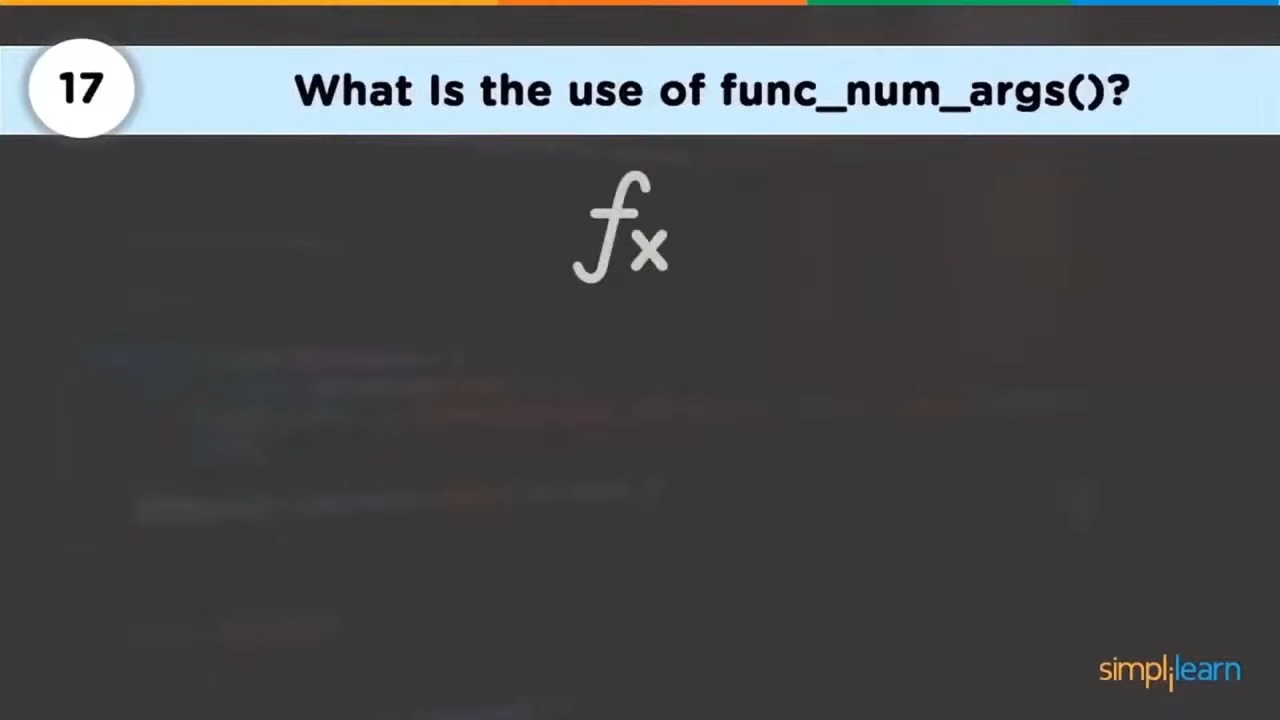 17
What Is the use of func_num_args()?
fx
simplilearn